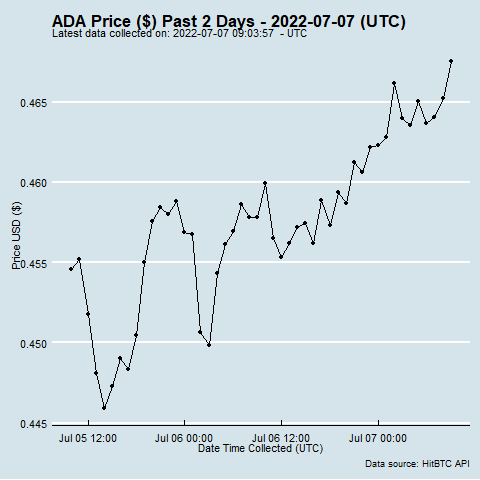 ADA Price ($) Past 2 Days - 2022-07-07 (UTC)
Latest data collected on: 2022-07-07 09:03:57 - UTC
0.465
0.460
0.455
0.450
0.445
Price USD ($)
Jul 05 12:00
Jul 06 00:00
Jul 06 12:00
Jul 07 00:00
Date Time Collected (UTC)
Data source: HitBTC API